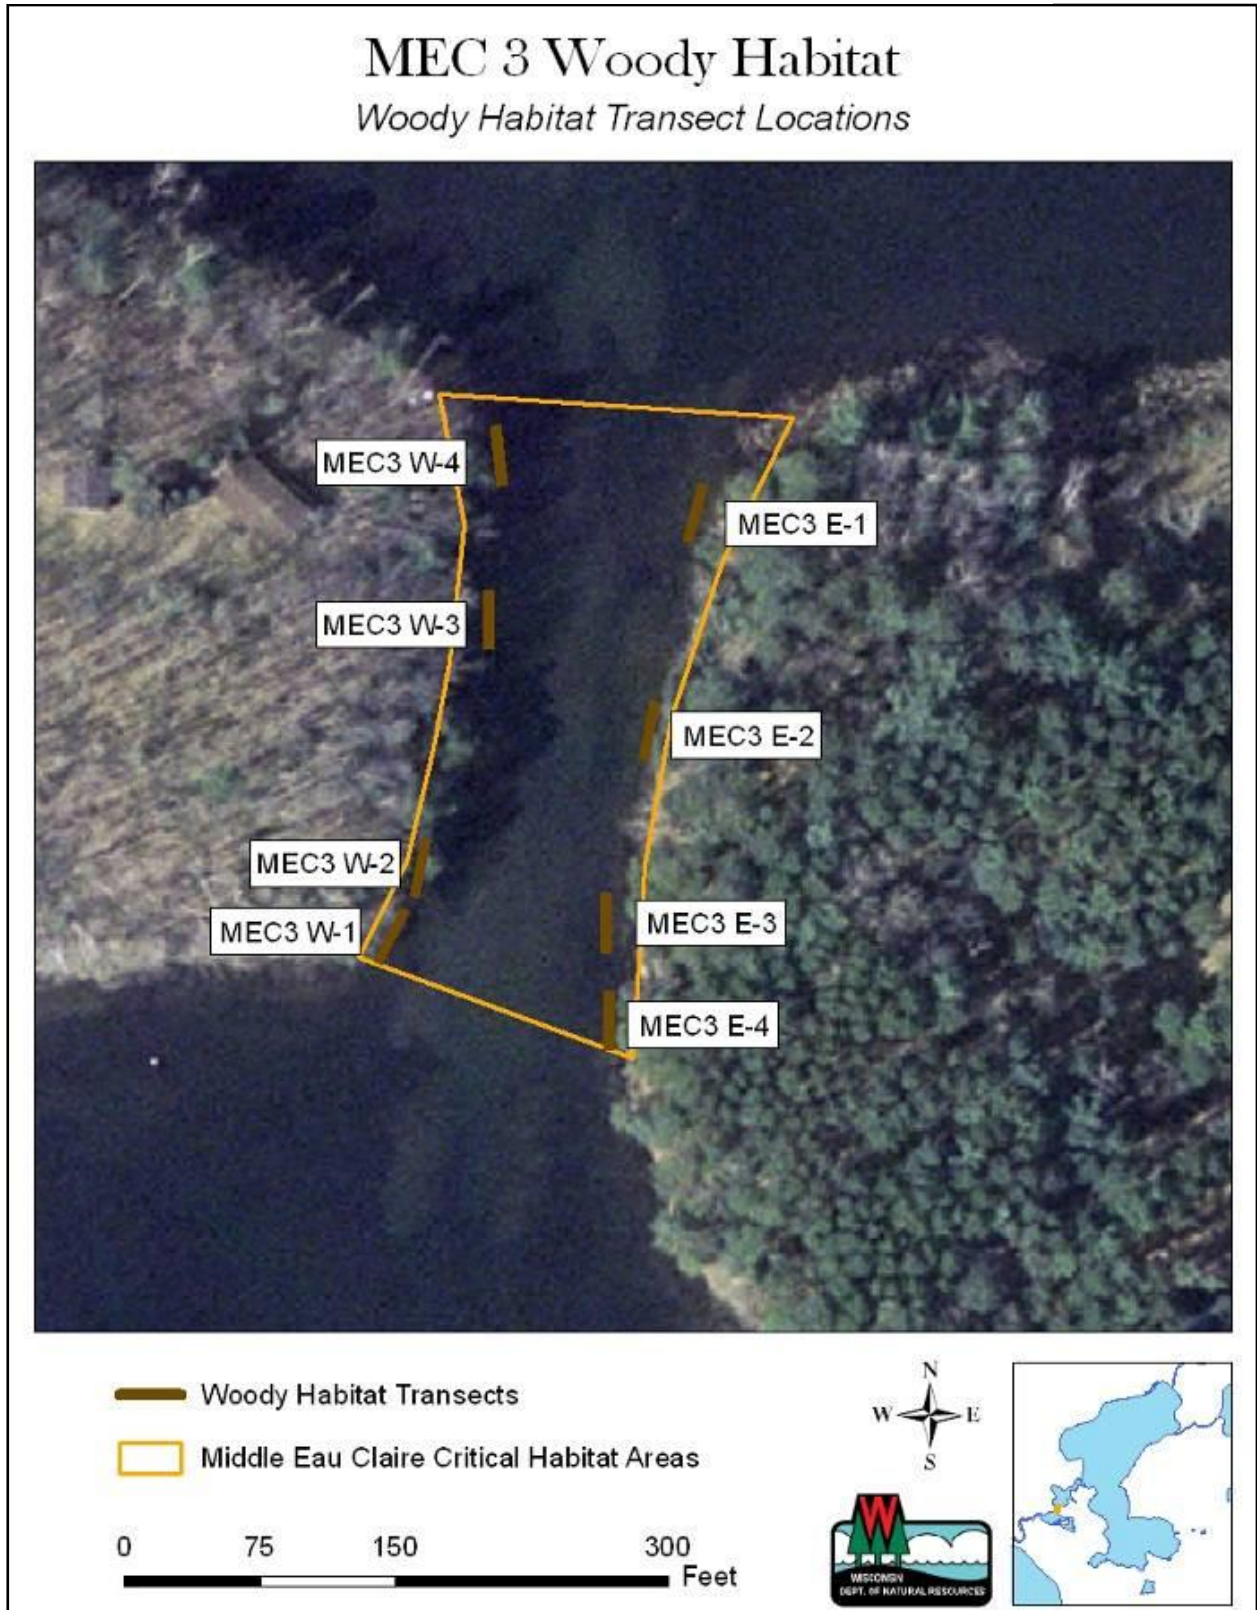 MEC 3 Woody Habitat
Woody Habitat Transect Locations
MEC3 W-4
MEC3 E-1
MEC3 W-3
MEC3 E-2
MEC3 W-2
MEC3 W-1
MEC3 E-3
MEC3 E-4
Woody Habitat Transects
Middle Eau Claire Critical Habitat Areas
0 75 150 300
Feet
N
W E
S
W
WISCONSIN
DEPT. OF NATURAL RESOURCES